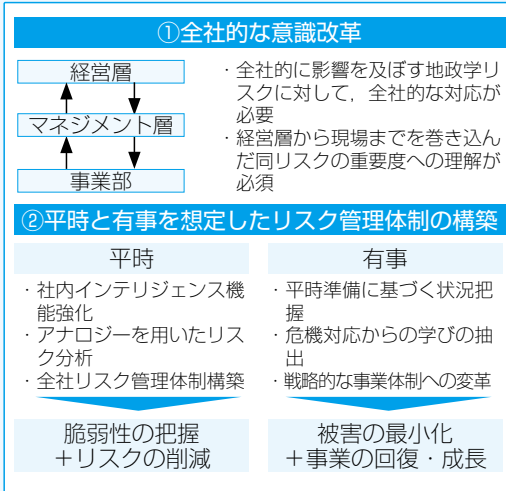 ①全社的な意識改革
経営層
マネジメント層
事業部
・全社的に影響を及ぼす地政学リ
スクに対して，全社的な対応が
必要
・経営層から現場までを巻き込ん
だ同リスクの重要度への理解が
必須
②平時と有事を想定したリスク管理体制の構築
平時
・社内インテリジェンス機
能強化
・アナロジーを用いたリス
ク分析
・全社リスク管理体制構築
脆弱性の把握
＋リスクの削減
有事
・平時準備に基づく状況把
握
・危機対応からの学びの抽
出
・戦略的な事業体制への変革
被害の最小化
＋事業の回復・成長